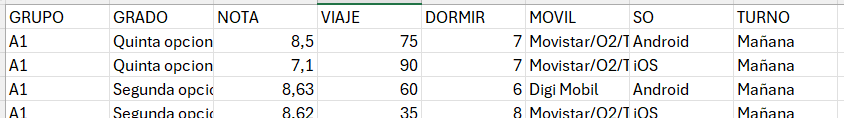 GRUPO GRADO NOTA VIAJE DORMIR MOVIL SO TURNO
A1 Quinta opcion 8,5 75 7 Movistar/O2/T Android Mañana
A1 Quinta opcion 7,1 90 7 Movistar/O2/T iOS Mañana
A1 Segunda opci 8,63 60 6 Digi Mobil Android Mañana
A1 Segunda opci 8,62 35 8 Movistar/O2/T iOS Mañana